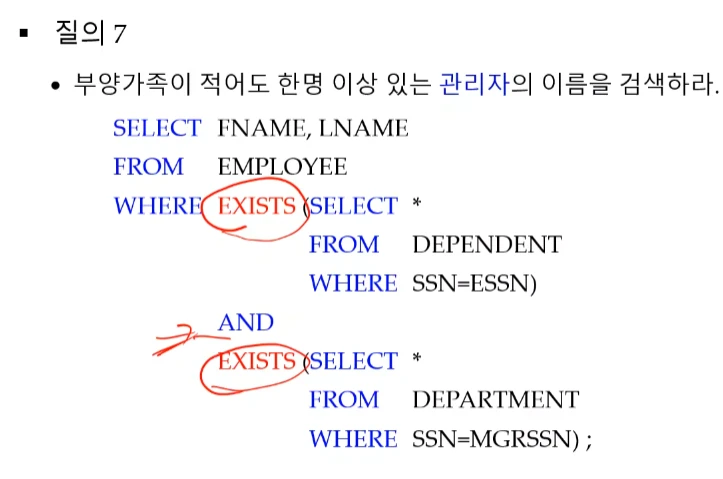 ▪ 질의 7
• 부양가족이 적어도 한명 이상 있는 관리자의 이름을 검색하라.
SELECT FNAME, LNAME
FROM EMPLOYEE
WHERE EXISTS (SELECT *
FROM DEPENDENT
WHERE SSN=ESSN)
AND
EXISTS (SELECT *
FROM DEPARTMENT
WHERE SSN=MGRSSN) ;